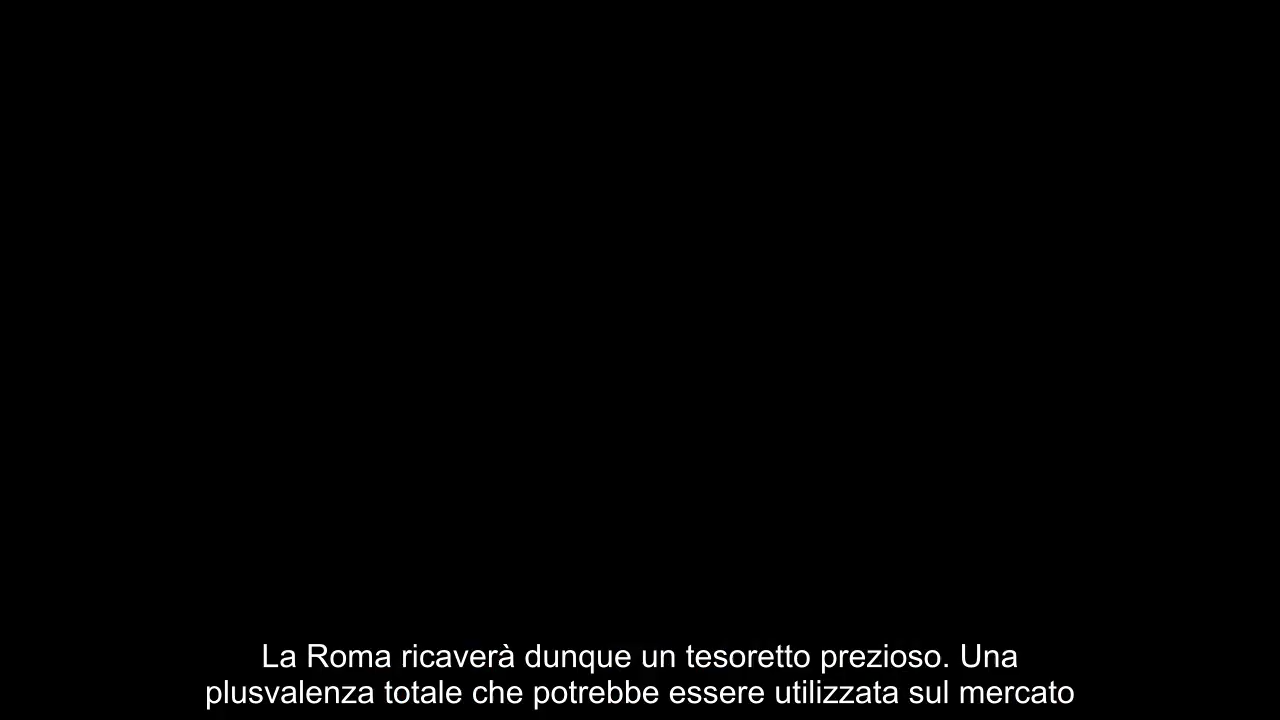 La Roma ricaverà dunque un tesoretto prezioso. Una
plusvalenza totale che potrebbe essere utilizzata sul mercato